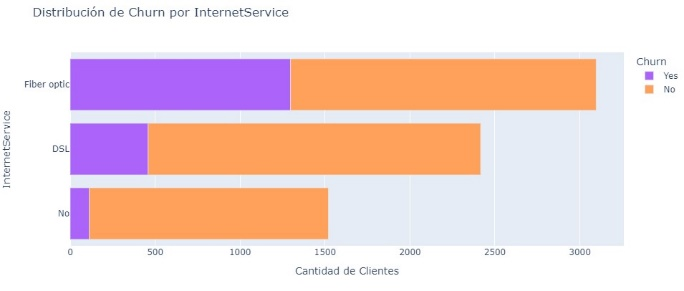 Distribución de Churn por InternetService
Churn
Yes
No
InternetService
Fiber optic
DSL
No
0 500 1000 1500 2000 2500 3000
Cantidad de Clientes